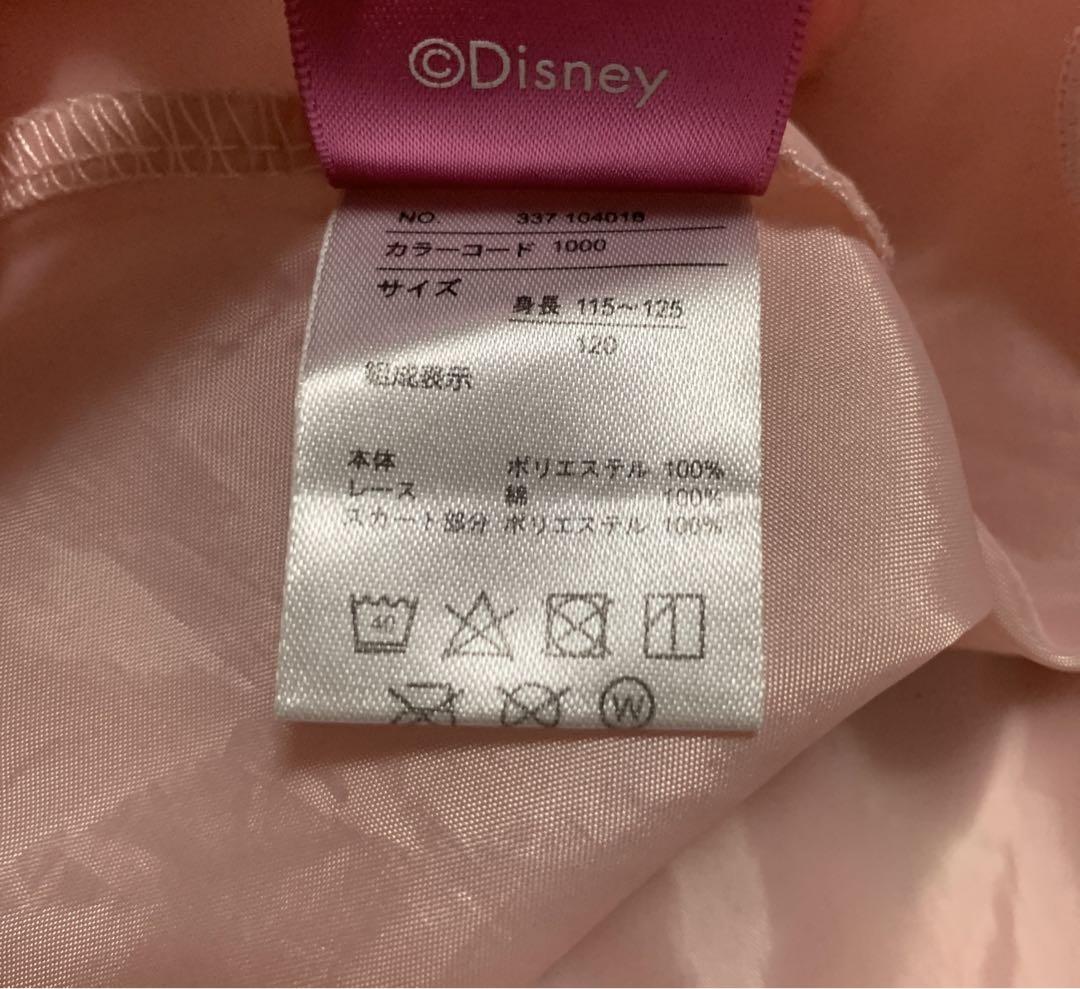 ©Disney
NO. 337 104018
カラーコード 1000
サイズ
身長 115～125
120
組成表示
本体 ポリエステル 100%
レース 綿 100%
スカート部分 ポリエステル 100%
40
W